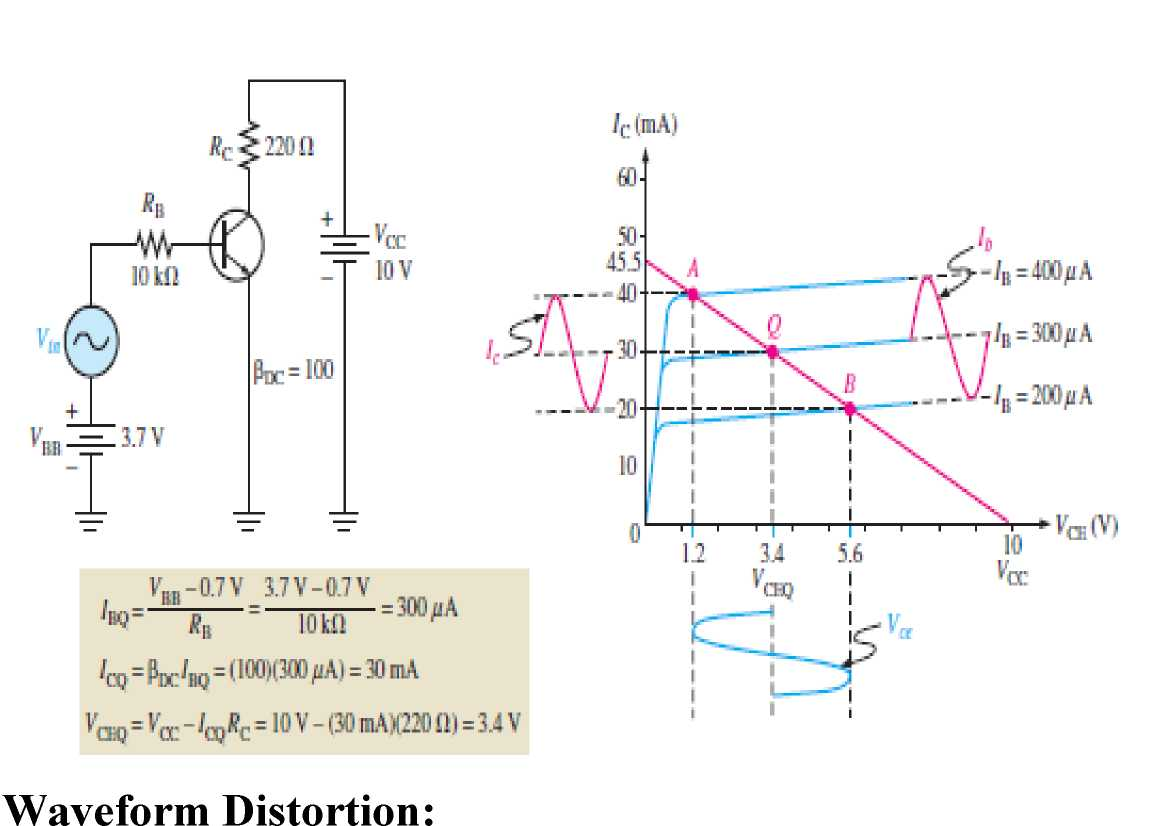 R_C 220 Ω
R_B
10 kΩ
+
V_CC
10 V
−
V_in
β_DC = 100
+
V_BB
3.7 V
−
I_BQ = (V_BB − 0.7 V) / R_B = (3.7 V − 0.7 V) / 10 kΩ = 300 μA
I_CQ = β_DC I_BQ = (100)(300 μA) = 30 mA
V_CEQ = V_CC − I_CQ R_C = 10 V − (30 mA)(220 Ω) = 3.4 V
I_C (mA)
60
50
45.5
40
30
20
10
0
A
Q
B
I_c
I_b
I_B = 400 μA
I_B = 300 μA
I_B = 200 μA
V_CE (V)
1.2
3.4
5.6
10
V_CEQ
V_CC
V_ce
Waveform Distortion: